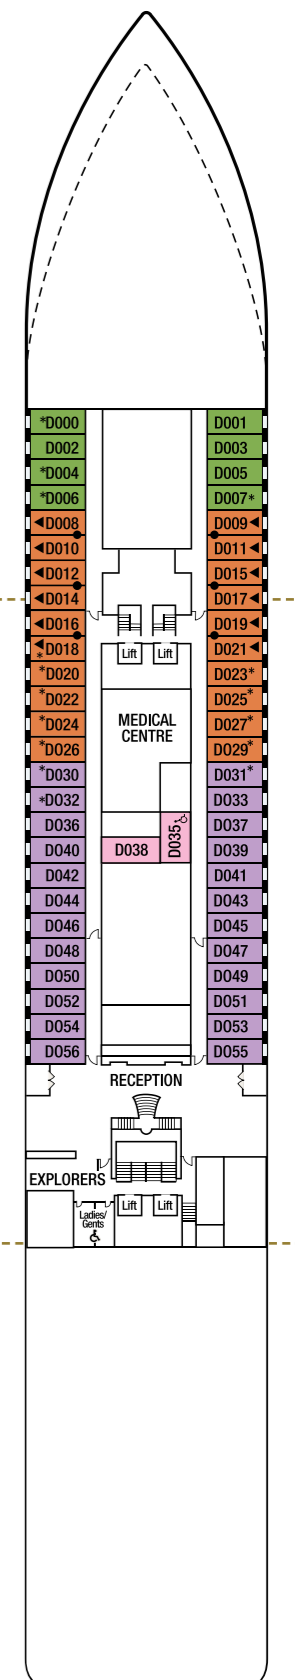 *D000 D001
D002 D003
*D004 D005
*D006 D007*
◀D008 D009◀
◀D010 D011◀
◀D012 D015◀
◀D014 D017◀
◀D016 D019◀
◀*D018 D021◀
Lift Lift
*D020 D023*
*D022 D025*
MEDICAL
CENTRE
*D024 D027*
*D026 D029*
*D030 D031*
*D032 D033
D036 D037
D035
D040 D038 D039
D042 D041
D044 D043
D046 D045
D048 D047
D050 D049
D052 D051
D054 D053
D056 D055
RECEPTION
EXPLORERS
Lift Lift
Ladies/
Gents